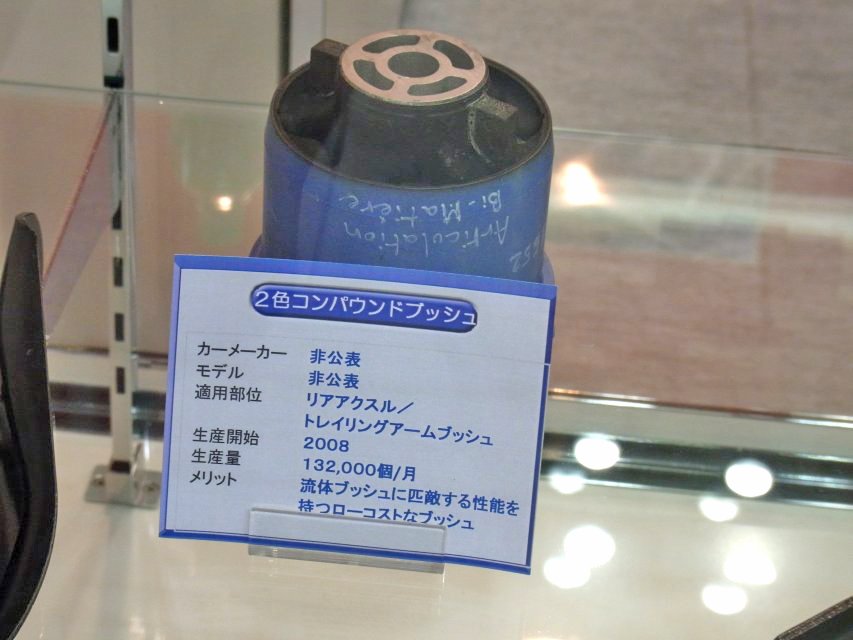 Articulation
Bi-Matière
2色コンパウンドブッシュ
カーメーカー 非公表
モデル 非公表
適用部位 リアアクスル／
トレイリングアームブッシュ
生産開始 2008
生産量 132,000個/月
メリット 流体ブッシュに匹敵する性能を
持つローコストなブッシュ